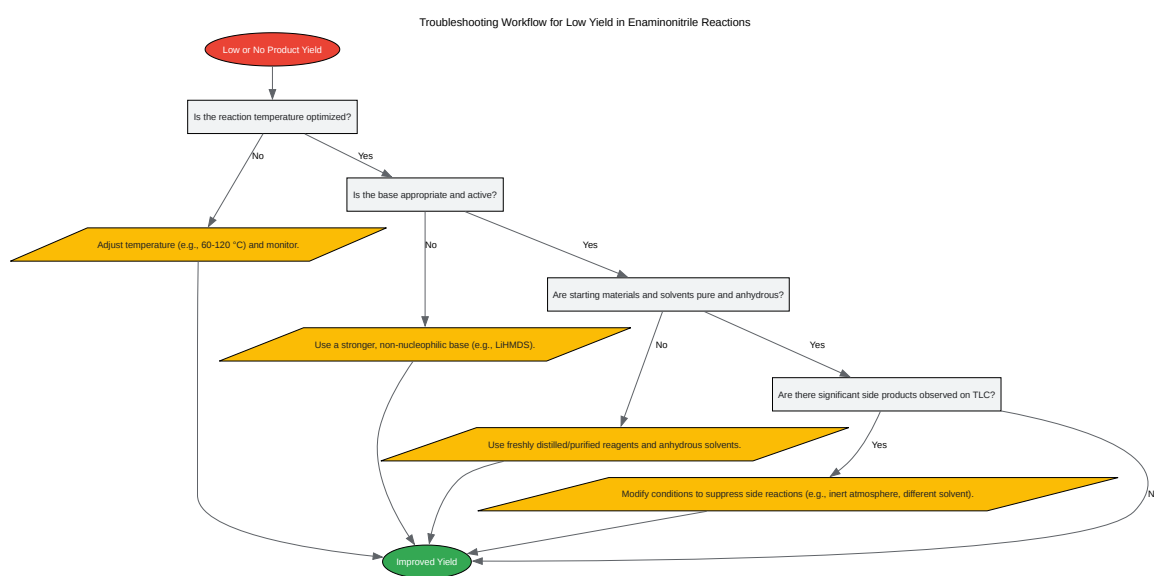 Troubleshooting Workflow for Low Yield in Enaminonitrile Reactions
Low or No Product Yield
Is the reaction temperature optimized?
No
Yes
Is the base appropriate and active?
Adjust temperature (e.g., 60-120 °C) and monitor.
No
Yes
Are starting materials and solvents pure and anhydrous?
Use a stronger, non-nucleophilic base (e.g., LiHMDS).
No
Yes
Are there significant side products observed on TLC?
Use freshly distilled/purified reagents and anhydrous solvents.
Yes
Modify conditions to suppress side reactions (e.g., inert atmosphere, different solvent).
N
Improved Yield